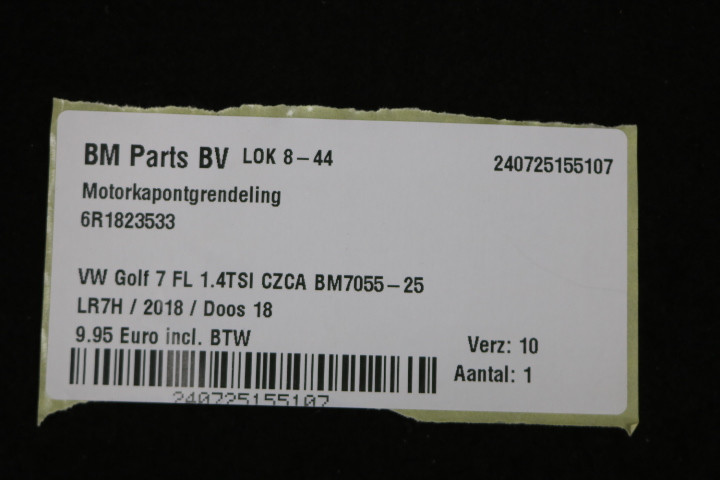 BM Parts BV LOK 8-44 240725155107
Motorkapontgrendeling
6R1823533
VW Golf 7 FL 1.4TSI CZCA BM7055-25
LR7H / 2018 / Doos 18
9.95 Euro incl. BTW
Verz: 10
Aantal: 1
240725155107